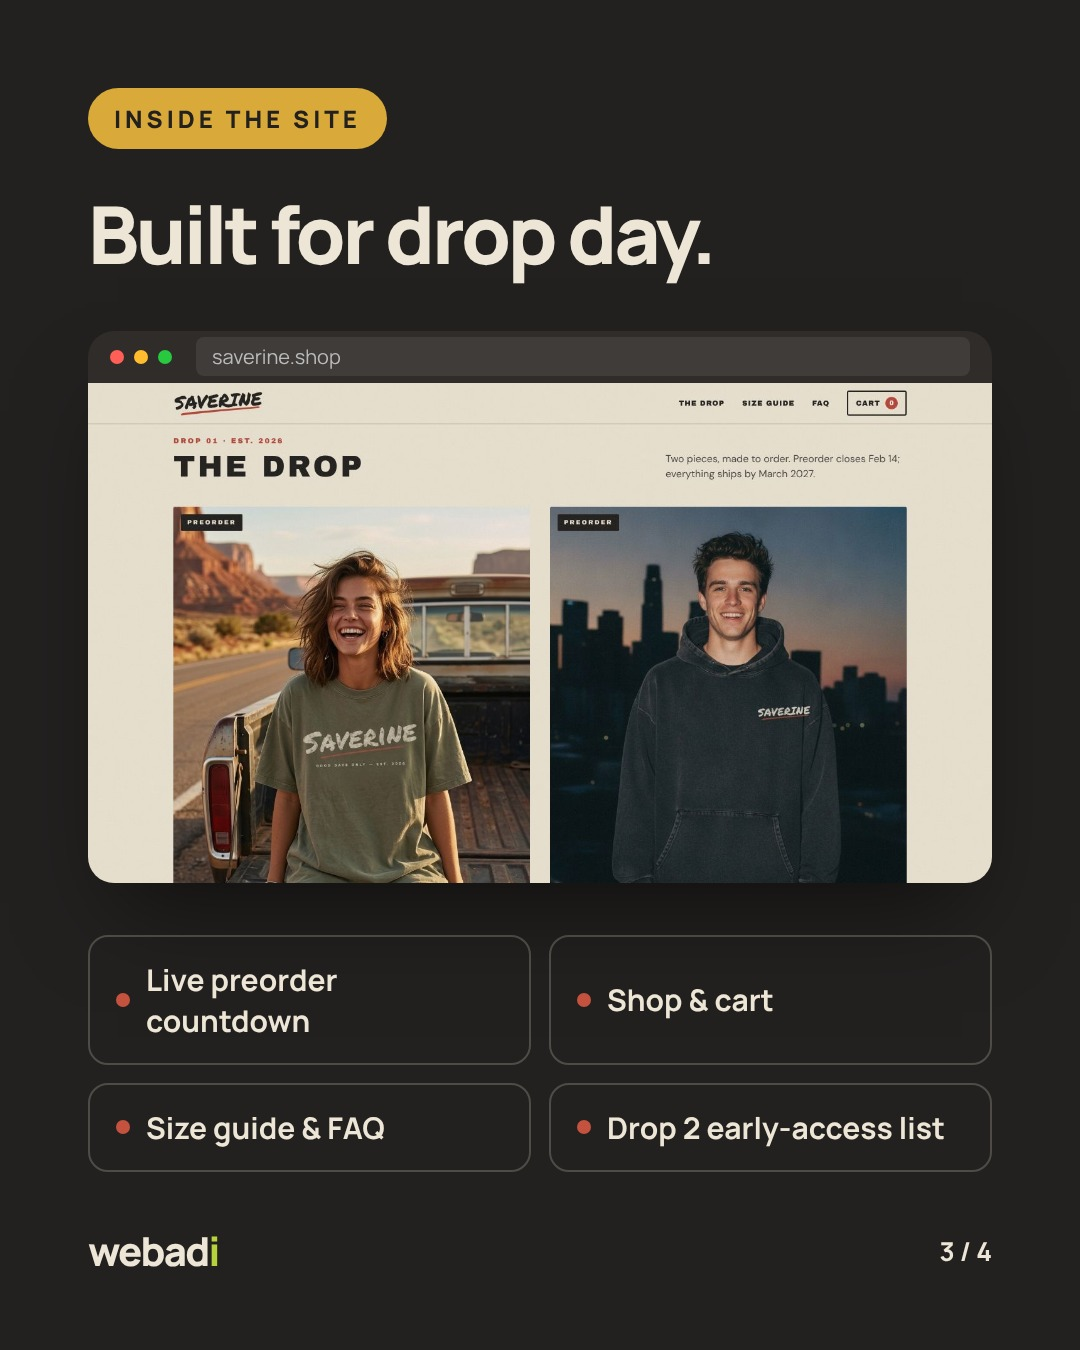 INSIDE THE SITE
Built for drop day.
saverine.shop
SAVERINE
THE DROP
SIZE GUIDE
FAQ
CART 0
DROP 01 · EST. 2026
THE DROP
Two pieces, made to order. Preorder closes Feb 14;
everything ships by March 2027.
PREORDER
PREORDER
SAVERINE
SAVERINE
Live preorder
countdown
Shop & cart
Size guide & FAQ
Drop 2 early-access list
webadi
3 / 4